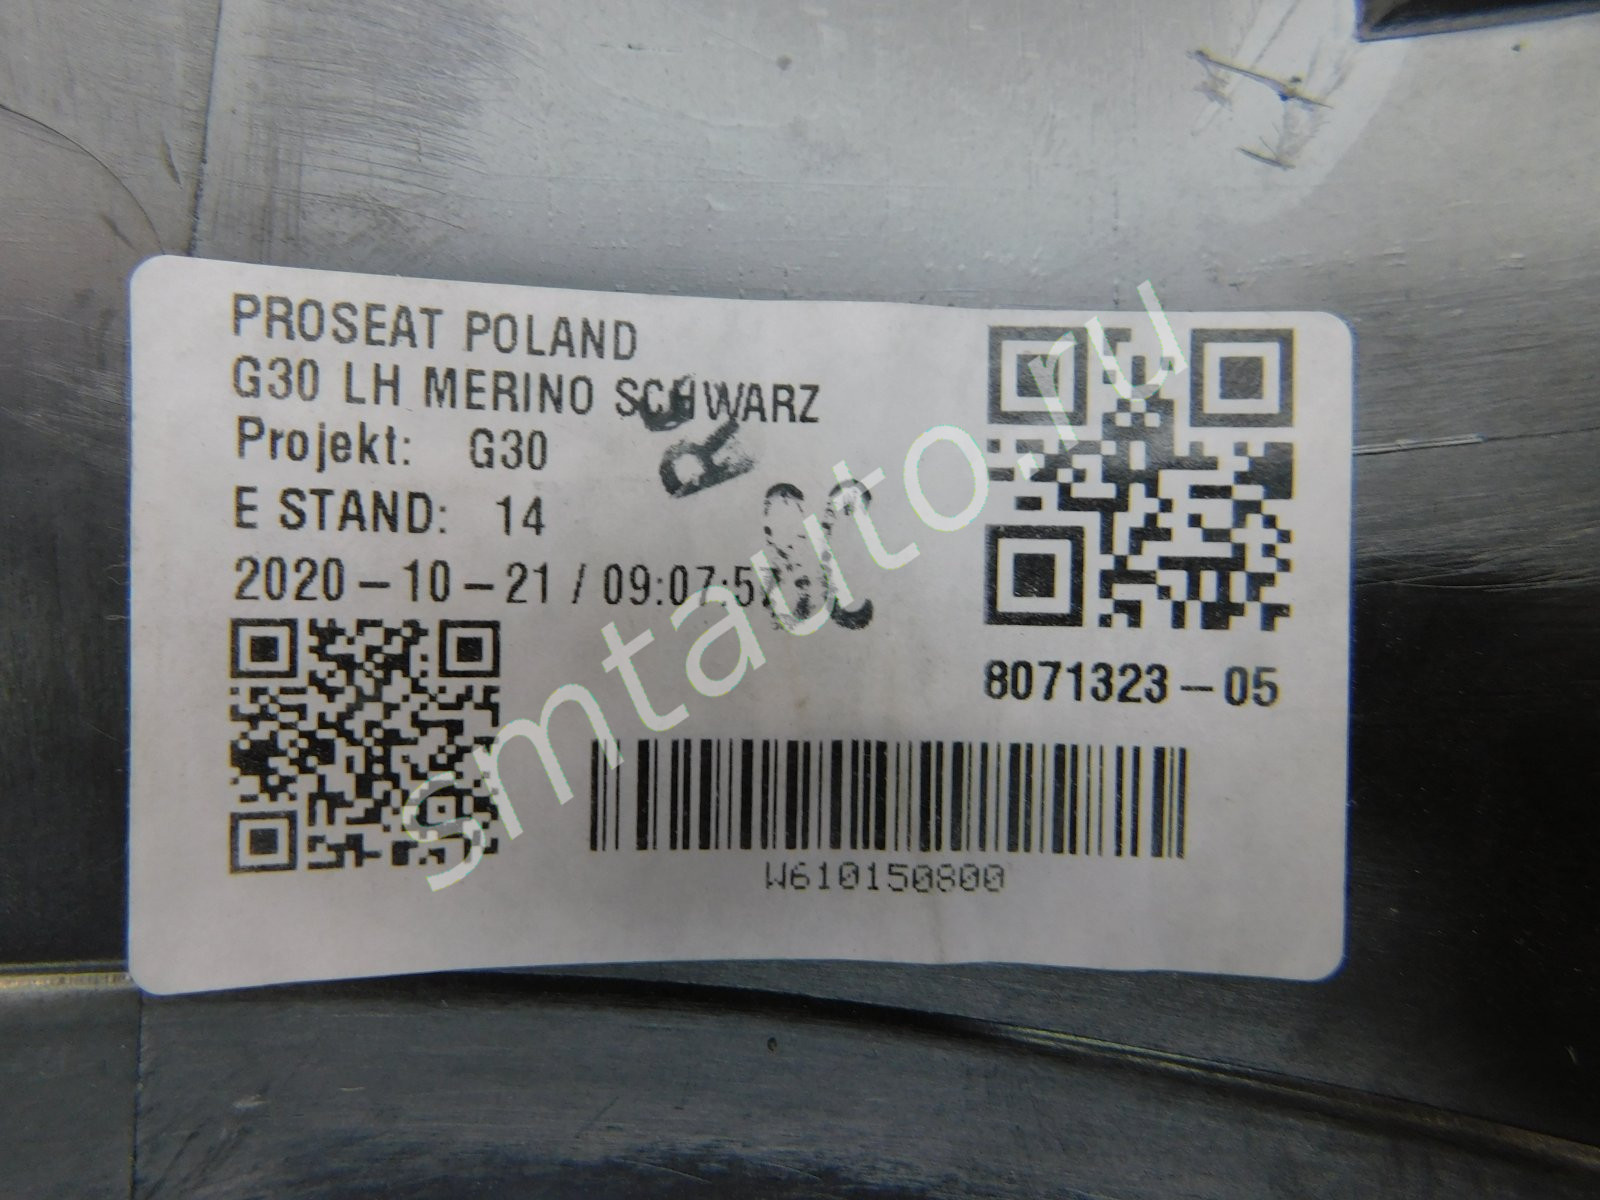 PROSEAT POLAND
G30 LH MERINO SCHWARZ
Projekt: G30
E STAND: 14
2020-10-21 / 09:07:57
8071323-05
W610150800
smtauto.ru